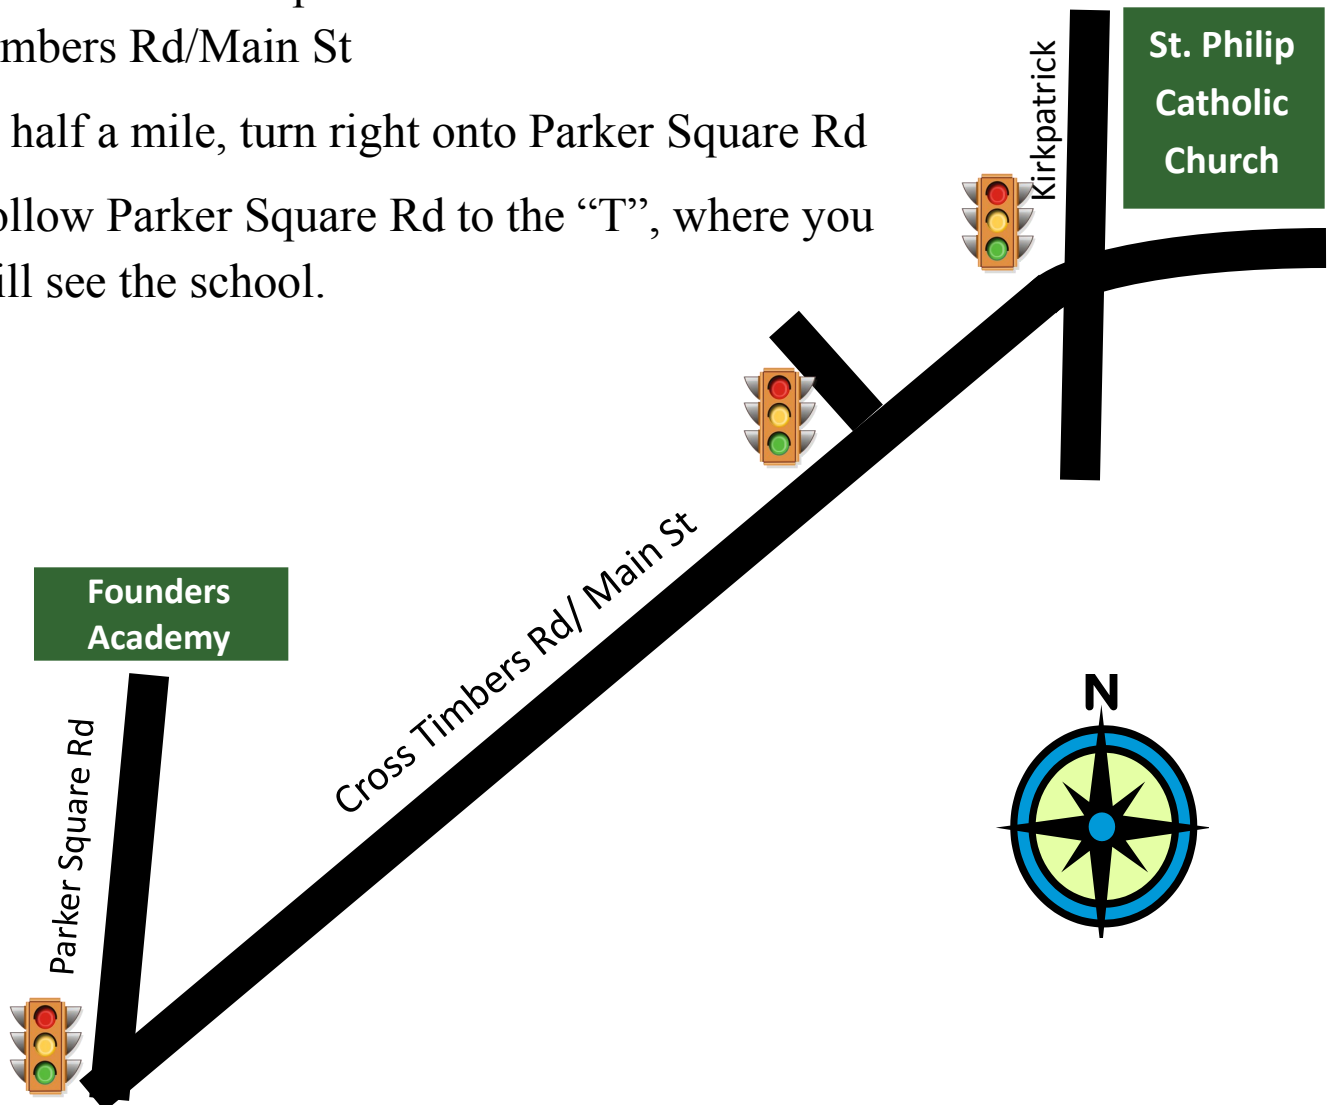 mbers Rd/Main St
half a mile, turn right onto Parker Square Rd
ollow Parker Square Rd to the “T”, where you
ill see the school.
Kirkpatrick
St. Philip
Catholic
Church
Cross Timbers Rd/ Main St
Founders
Academy
Parker Square Rd
N